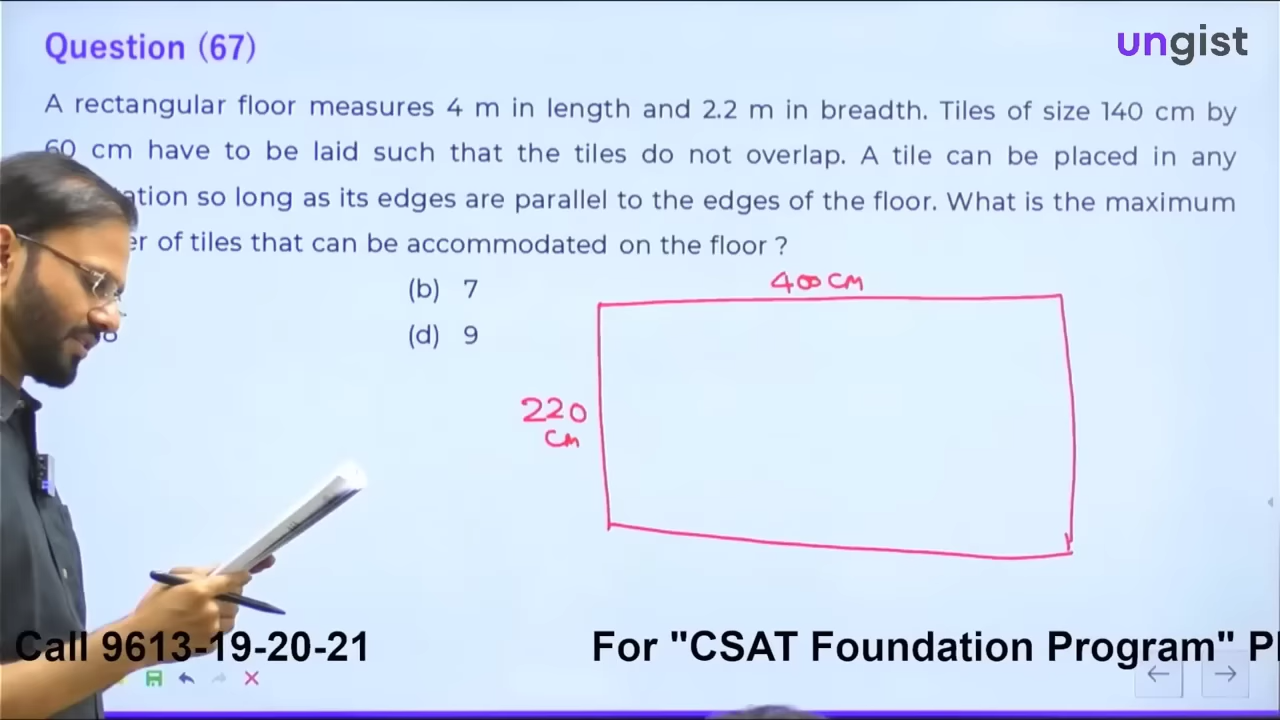 Question (67)
ungist
A rectangular floor measures 4 m in length and 2.2 m in breadth. Tiles of size 140 cm by
60 cm have to be laid such that the tiles do not overlap. A tile can be placed in any
so long as its edges are parallel to the edges of the floor. What is the maximum
of tiles that can be accommodated on the floor ?
(b) 7
(d) 9
400 CM
220
CM
Call 9613-19-20-21
For "CSAT Foundation Program"